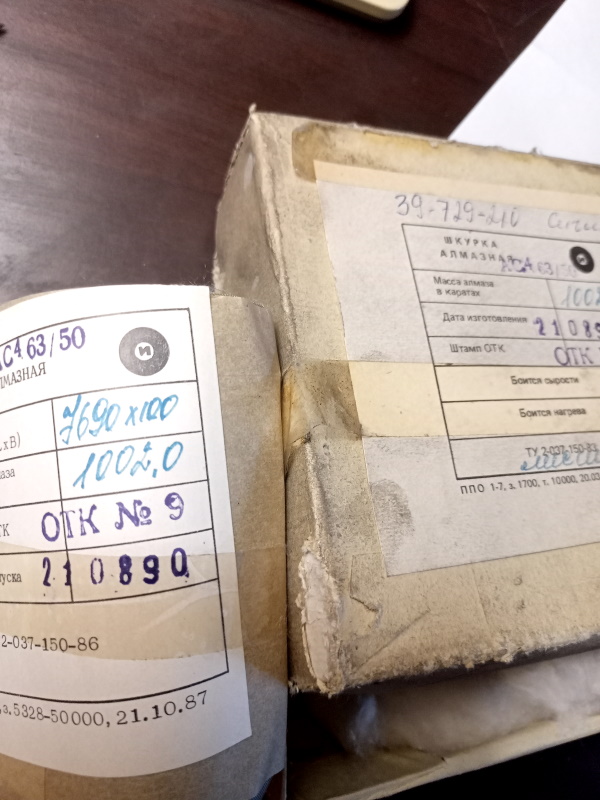 АС4 63/50
АЛМАЗНАЯ
7690х100
1002,0
ОТК № 9
210890
2-037-150-86
5328-50000, 21.10.87
39-729-210
ШКУРКА
АЛМАЗНАЯ
АС4 63/50
Масса алмаза
в каратах
1002
Дата изготовления
21089
Штамп ОТК
ОТК
Боится сырости
Боится нагрева
ТУ 2-037-150-83
ППО 1-7, з. 1700, т. 10000, 20.03